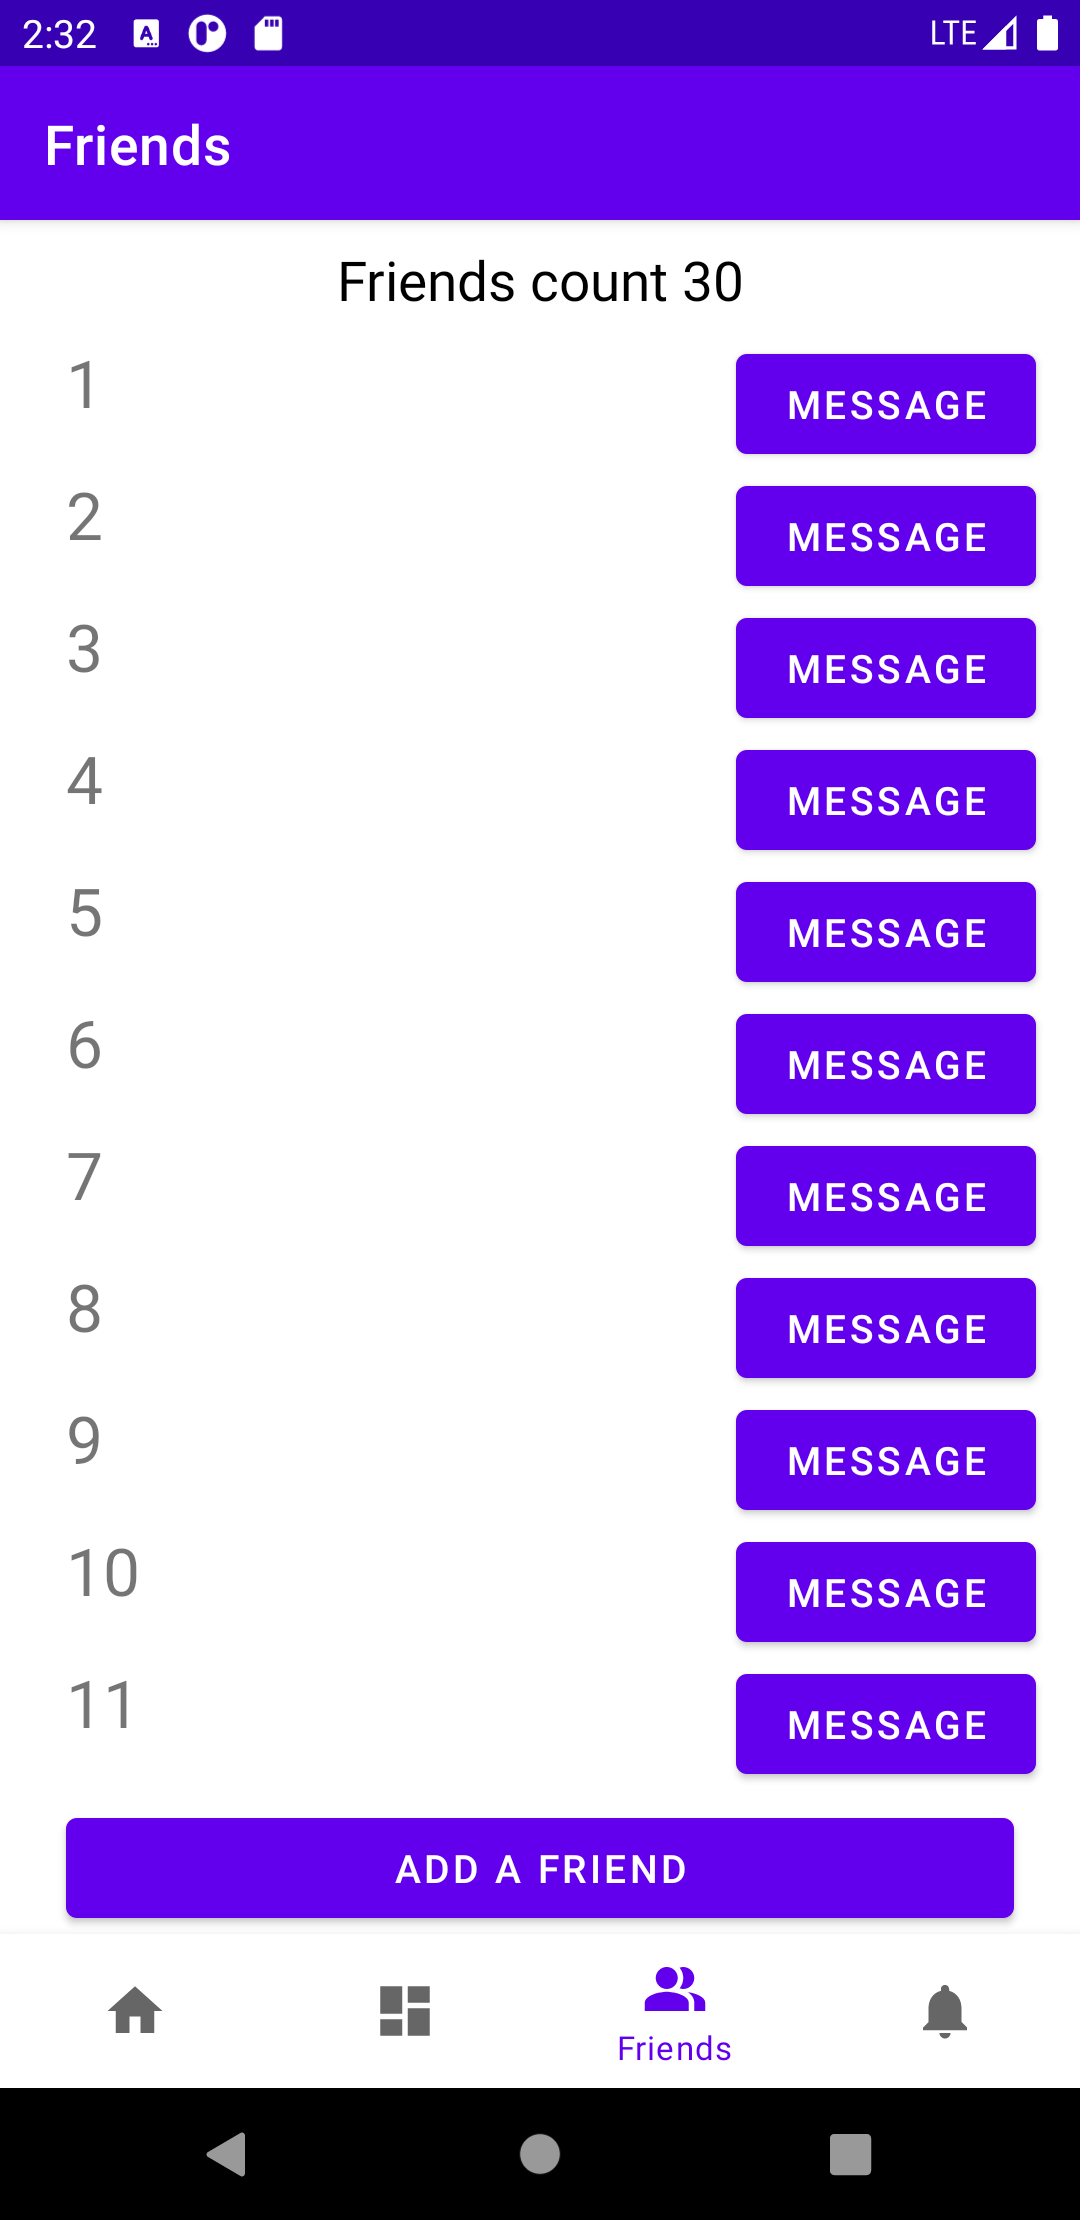 2:32 LTE
Friends
Friends count 30
1 MESSAGE
2 MESSAGE
3 MESSAGE
4 MESSAGE
5 MESSAGE
6 MESSAGE
7 MESSAGE
8 MESSAGE
9 MESSAGE
10 MESSAGE
11 MESSAGE
ADD A FRIEND
Friends